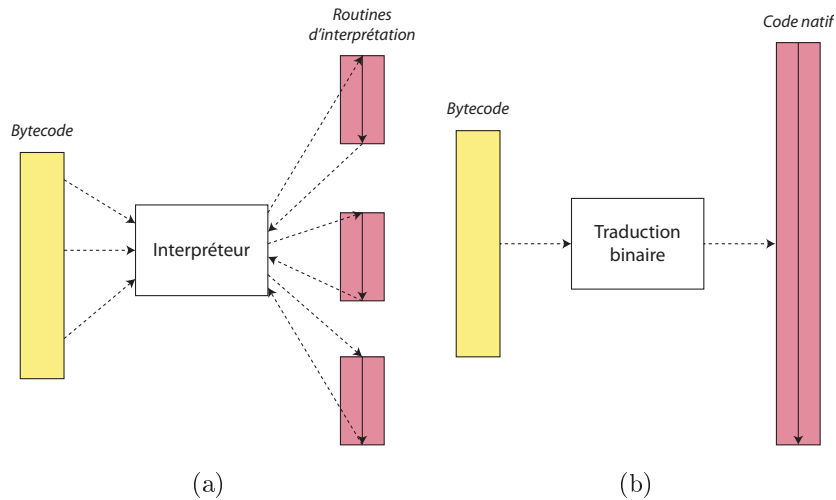 Routines
d'interprétation
Bytecode
Interpréteur
(a)
Code natif
Bytecode
Traduction
binaire
(b)